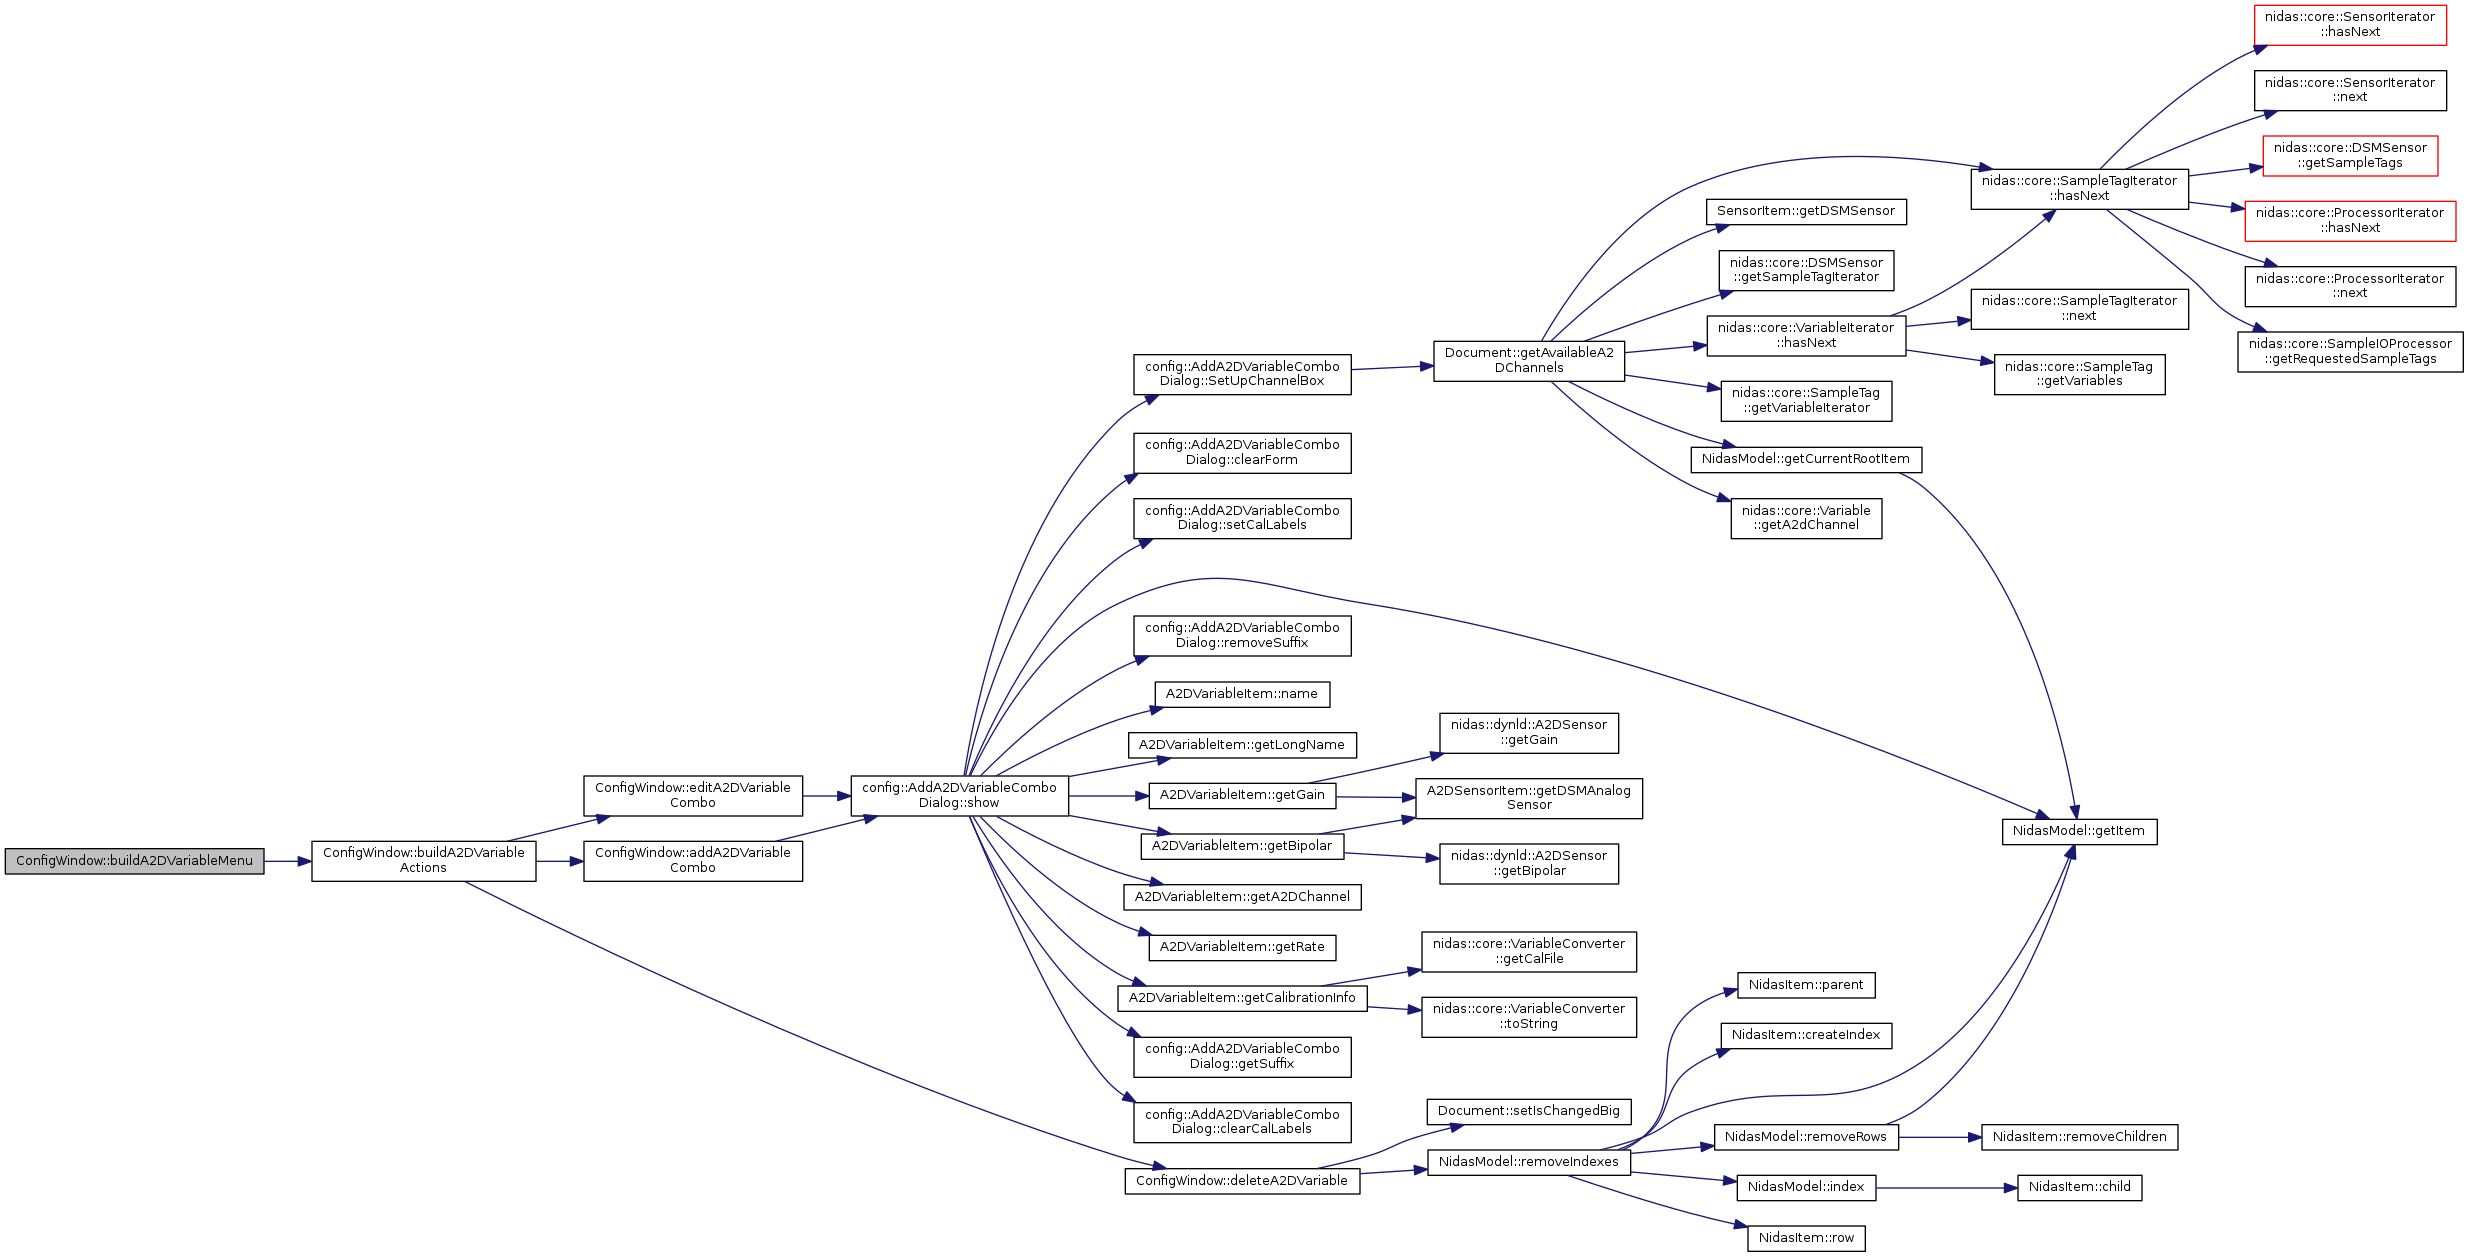 ConfigWindow::buildA2DVariableMenu
ConfigWindow::buildA2DVariable
Actions
ConfigWindow::editA2DVariable
Combo
ConfigWindow::addA2DVariable
Combo
config::AddA2DVariableCombo
Dialog::show
config::AddA2DVariableCombo
Dialog::SetUpChannelBox
config::AddA2DVariableCombo
Dialog::clearForm
config::AddA2DVariableCombo
Dialog::setCalLabels
config::AddA2DVariableCombo
Dialog::removeSuffix
A2DVariableItem::name
A2DVariableItem::getLongName
A2DVariableItem::getGain
A2DVariableItem::getBipolar
A2DVariableItem::getA2DChannel
A2DVariableItem::getRate
A2DVariableItem::getCalibrationInfo
config::AddA2DVariableCombo
Dialog::getSuffix
config::AddA2DVariableCombo
Dialog::clearCalLabels
ConfigWindow::deleteA2DVariable
Document::getAvailableA2
DChannels
nidas::dynld::A2DSensor
::getGain
A2DSensorItem::getDSMAnalog
Sensor
nidas::dynld::A2DSensor
::getBipolar
nidas::core::VariableConverter
::getCalFile
nidas::core::VariableConverter
::toString
Document::setIsChangedBig
NidasModel::removeIndexes
SensorItem::getDSMSensor
nidas::core::DSMSensor
::getSampleTagIterator
nidas::core::VariableIterator
::hasNext
nidas::core::SampleTag
::getVariableIterator
NidasModel::getCurrentRootItem
nidas::core::Variable
::getA2dChannel
NidasItem::parent
NidasItem::createIndex
NidasModel::removeRows
NidasModel::index
NidasItem::row
nidas::core::SampleTagIterator
::hasNext
nidas::core::SampleTagIterator
::next
nidas::core::SampleTag
::getVariables
NidasModel::getItem
NidasItem::removeChildren
NidasItem::child
nidas::core::SensorIterator
::hasNext
nidas::core::SensorIterator
::next
nidas::core::DSMSensor
::getSampleTags
nidas::core::ProcessorIterator
::hasNext
nidas::core::ProcessorIterator
::next
nidas::core::SampleIOProcessor
::getRequestedSampleTags